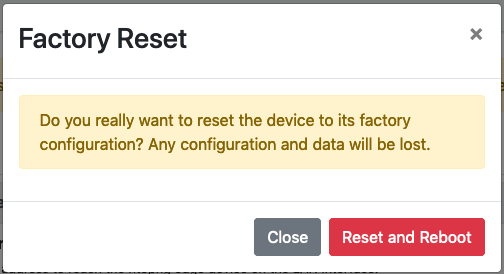 Factory Reset
×
Do you really want to reset the device to its factory
configuration? Any configuration and data will be lost.
Close
Reset and Reboot